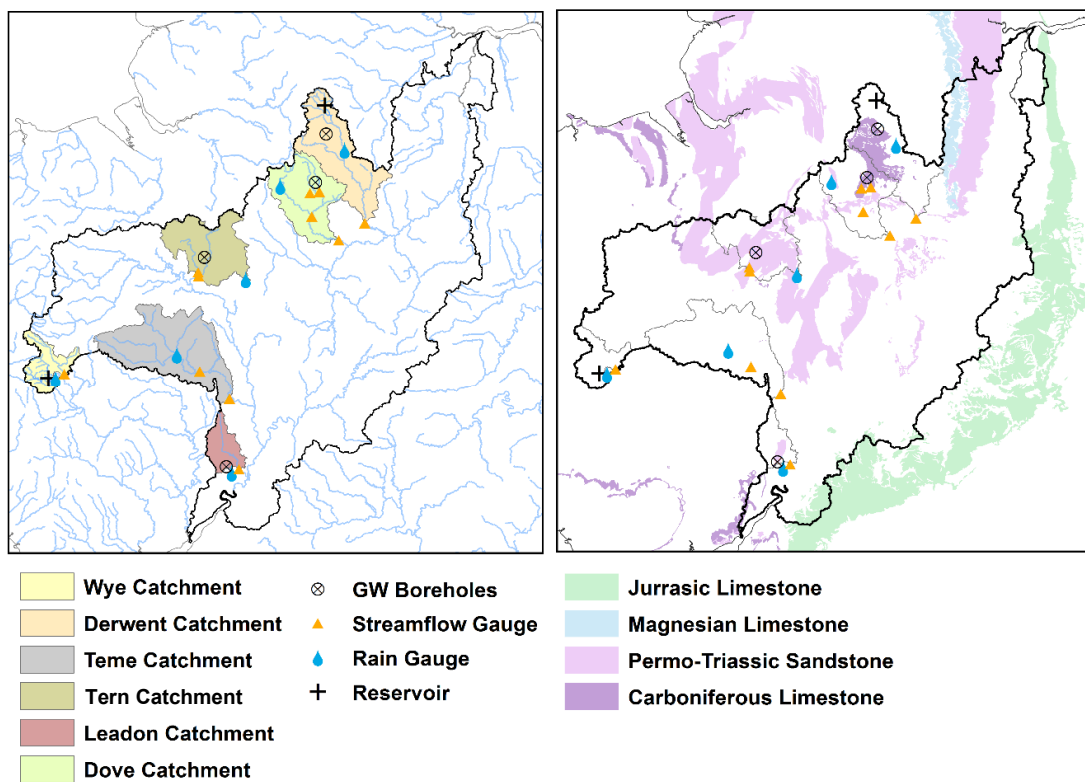 Wye Catchment
Derwent Catchment
Teme Catchment
Tern Catchment
Leadon Catchment
Dove Catchment
GW Boreholes
Streamflow Gauge
Rain Gauge
Reservoir
Jurrasic Limestone
Magnesian Limestone
Permo-Triassic Sandstone
Carboniferous Limestone